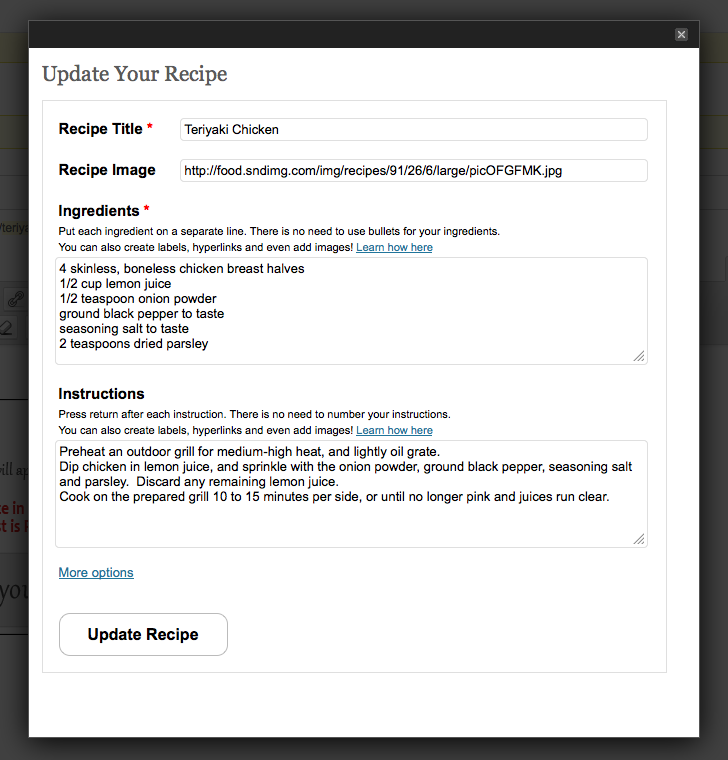 Update Your Recipe
Recipe Title *
Teriyaki Chicken
Recipe Image
http://food.sndimg.com/img/recipes/91/26/6/large/picOFGFMK.jpg
Ingredients *
Put each ingredient on a separate line. There is no need to use bullets for your ingredients.
You can also create labels, hyperlinks and even add images! Learn how here
4 skinless, boneless chicken breast halves
1/2 cup lemon juice
1/2 teaspoon onion powder
ground black pepper to taste
seasoning salt to taste
2 teaspoons dried parsley
Instructions
Press return after each instruction. There is no need to number your instructions.
You can also create labels, hyperlinks and even add images! Learn how here
Preheat an outdoor grill for medium-high heat, and lightly oil grate.
Dip chicken in lemon juice, and sprinkle with the onion powder, ground black pepper, seasoning salt
and parsley.  Discard any remaining lemon juice.
Cook on the prepared grill 10 to 15 minutes per side, or until no longer pink and juices run clear.
More options
Update Recipe